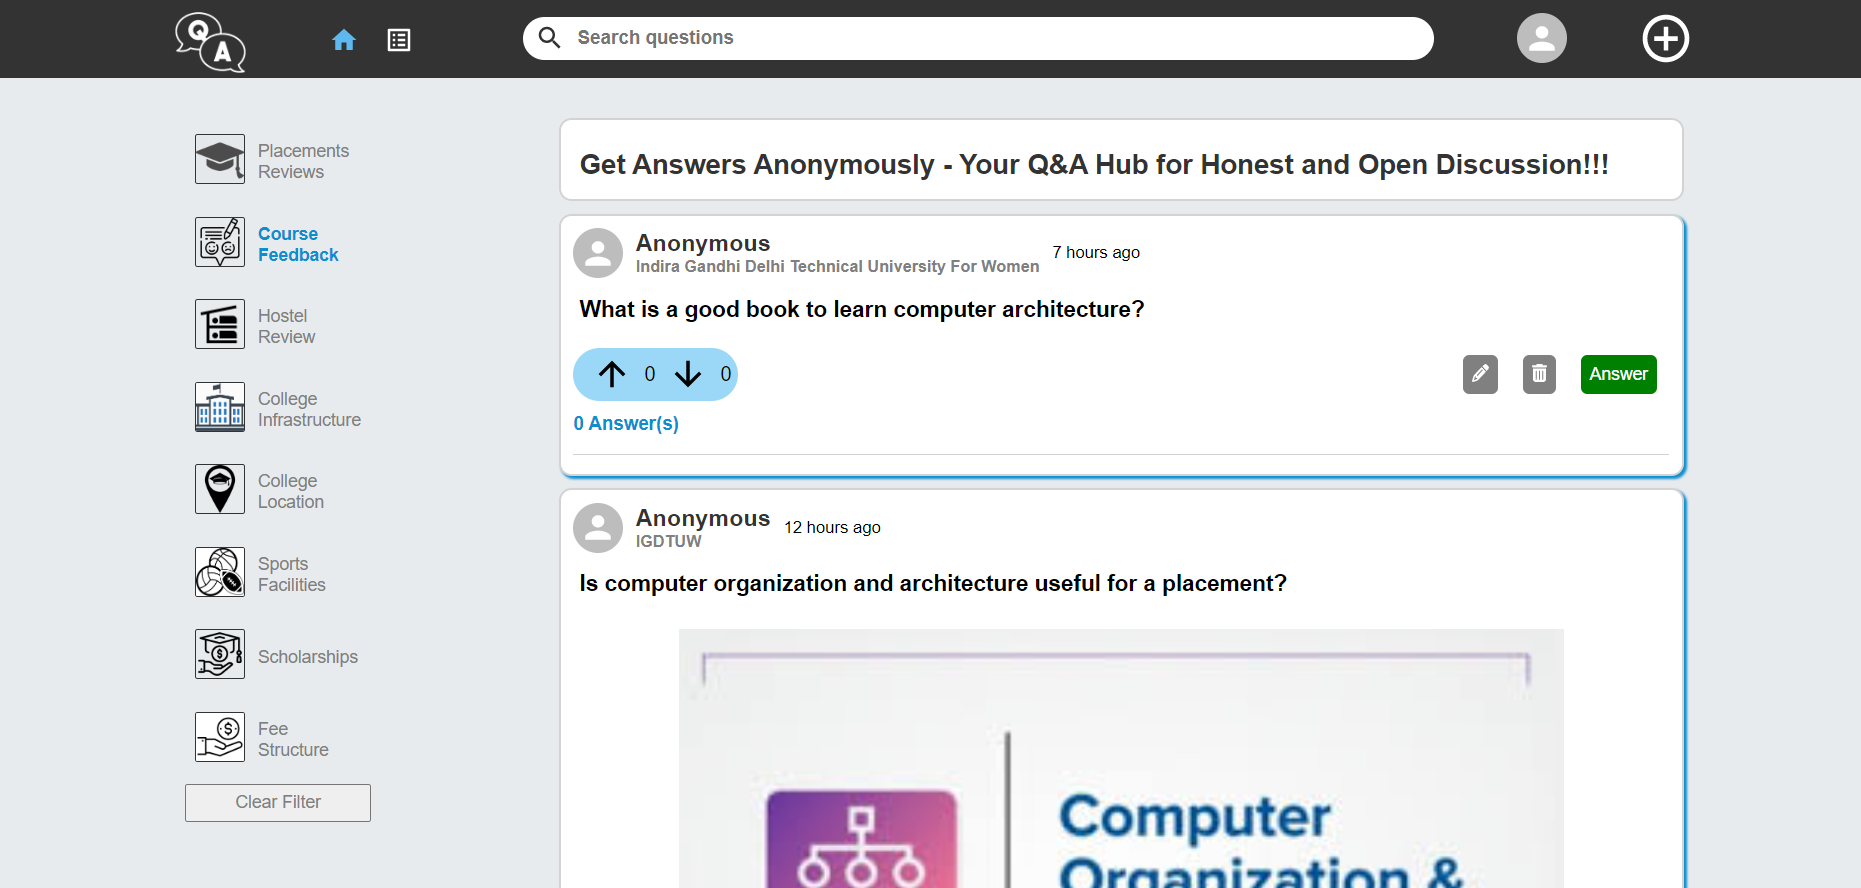 Q
A
Search questions
Placements
Reviews
Course
Feedback
Hostel
Review
College
Infrastructure
College
Location
Sports
Facilities
Scholarships
Fee
Structure
Clear Filter
Get Answers Anonymously - Your Q&A Hub for Honest and Open Discussion!!!
Anonymous
Indira Gandhi Delhi Technical University For Women
7 hours ago
What is a good book to learn computer architecture?
0 0
Answer
0 Answer(s)
Anonymous
IGDTUW
12 hours ago
Is computer organization and architecture useful for a placement?
Computer
Organization &